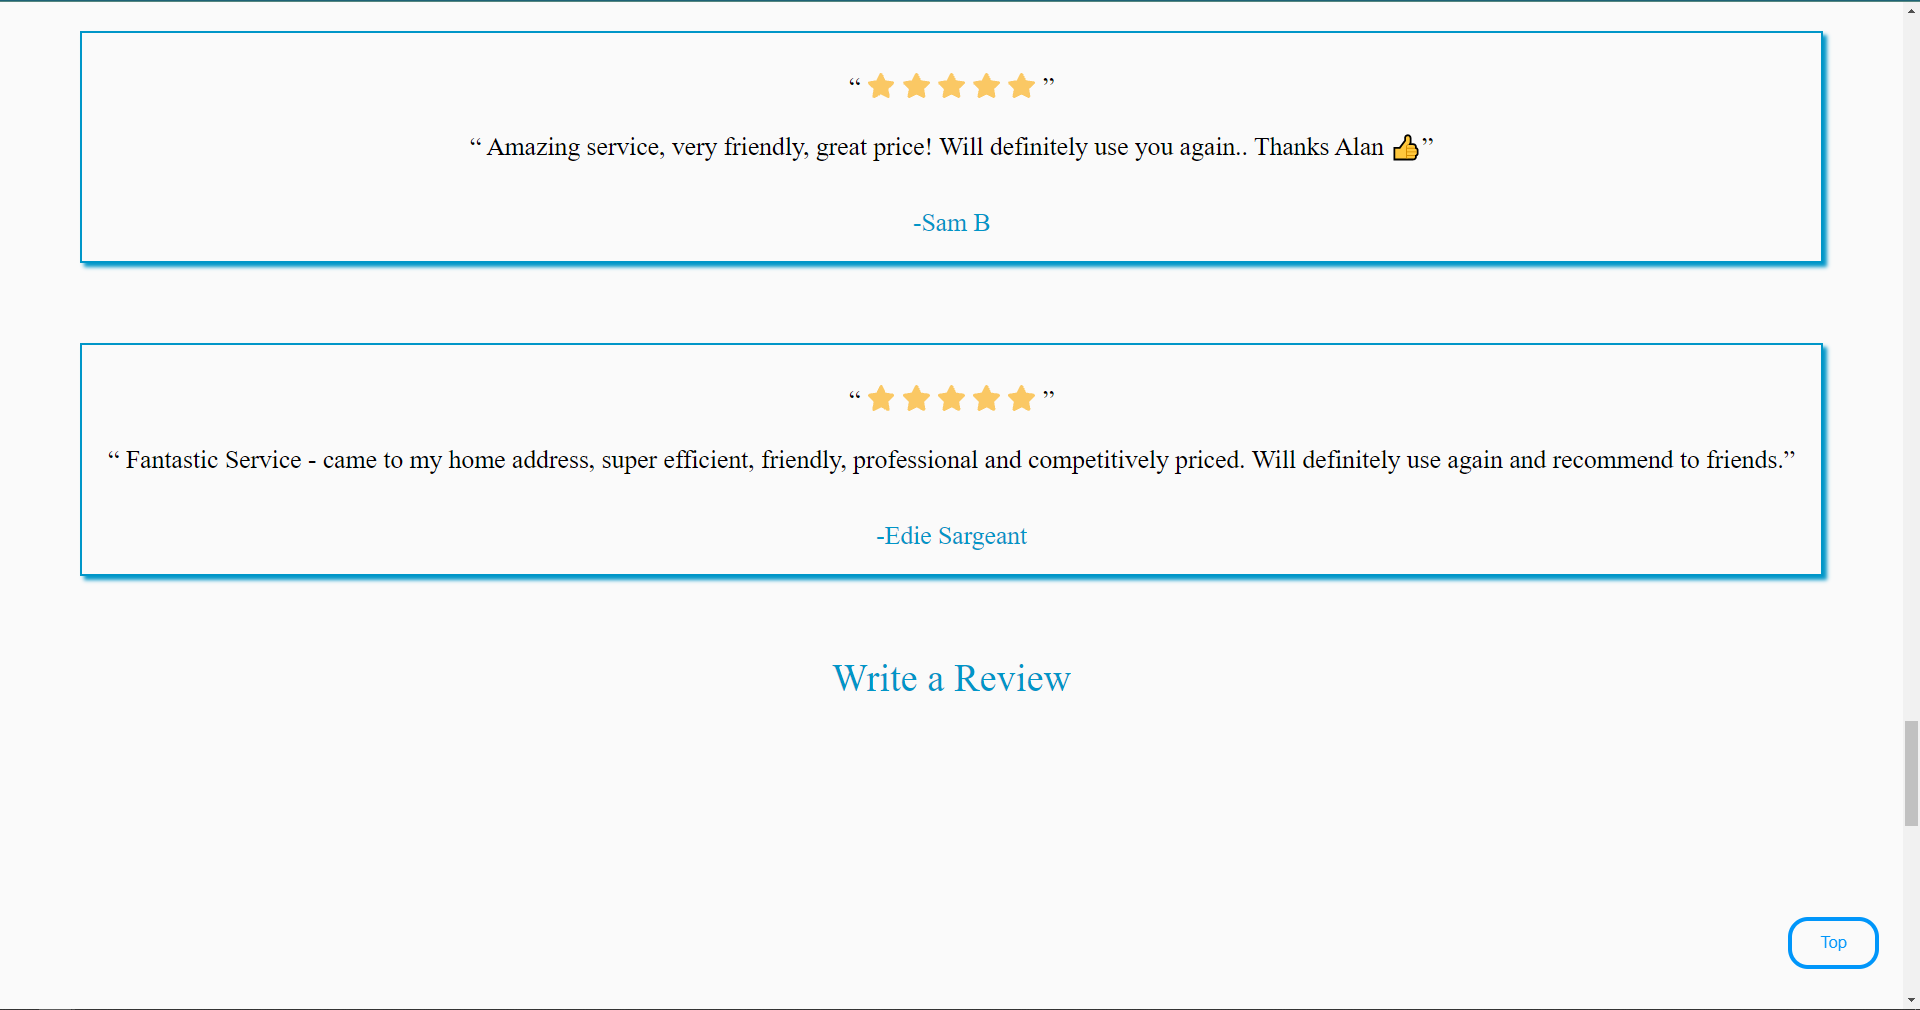 “ ⭐ ⭐ ⭐ ⭐ ⭐ ”
“ Amazing service, very friendly, great price! Will definitely use you again.. Thanks Alan 👍”
-Sam B
“ ⭐ ⭐ ⭐ ⭐ ⭐ ”
“ Fantastic Service - came to my home address, super efficient, friendly, professional and competitively priced. Will definitely use again and recommend to friends.”
-Edie Sargeant
Write a Review
Top